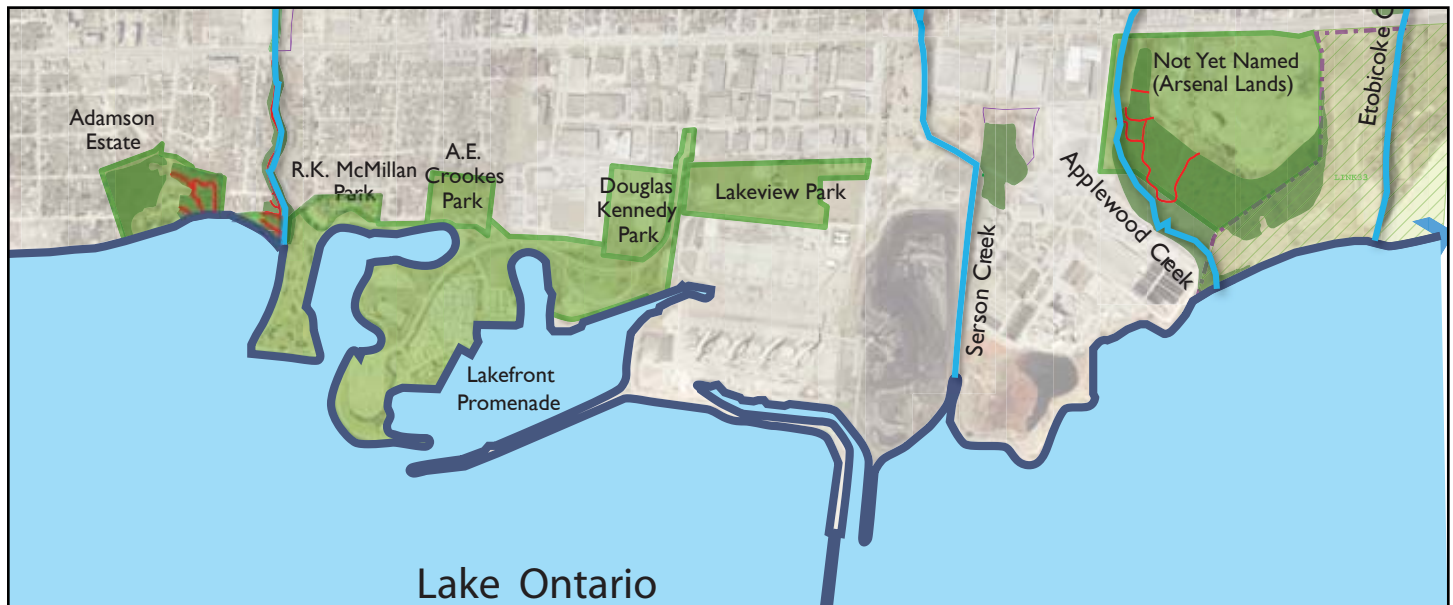 Adamson
Estate
R.K. McMillan
Park
A.E.
Crookes
Park
Douglas
Kennedy
Park
Lakeview Park
Lakefront
Promenade
Serson Creek
Applewood Creek
Not Yet Named
(Arsenal Lands)
Etobicoke C
Lake Ontario